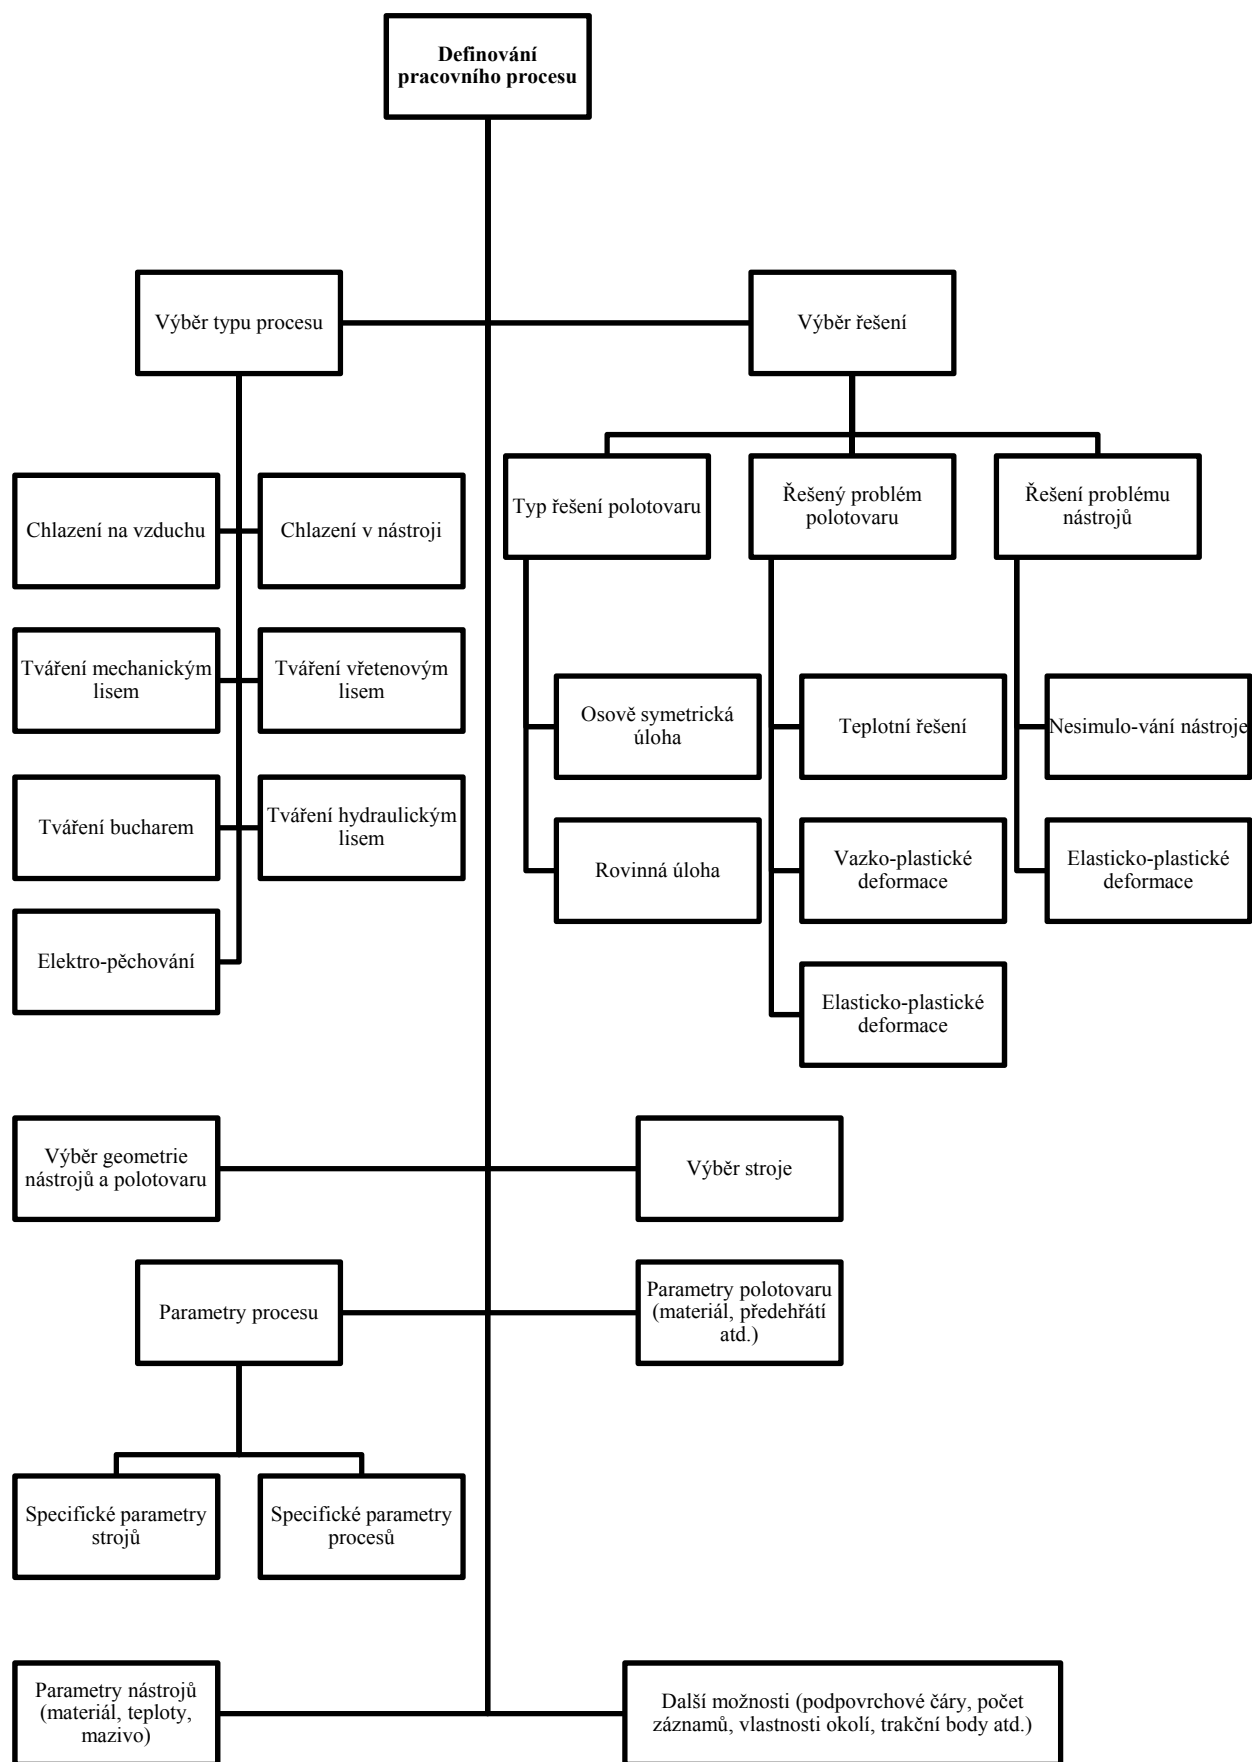 Definování
pracovního procesu
Výběr typu procesu
Výběr řešení
Chlazení na vzduchu
Chlazení v nástroji
Tváření mechanickým
lisem
Tváření vřetenovým
lisem
Tváření bucharem
Tváření hydraulickým
lisem
Elektro-pěchování
Typ řešení polotovaru
Řešený problém
polotovaru
Řešení problému
nástrojů
Osově symetrická
úloha
Rovinná úloha
Teplotní řešení
Vazko-plastické
deformace
Elasticko-plastické
deformace
Nesimulo-vání nástroje
Elasticko-plastické
deformace
Výběr geometrie
nástrojů a polotovaru
Výběr stroje
Parametry procesu
Parametry polotovaru
(materiál, předehřátí
atd.)
Specifické parametry
strojů
Specifické parametry
procesů
Parametry nástrojů
(materiál, teploty,
mazivo)
Další možnosti (podpovrchové čáry, počet
záznamů, vlastnosti okolí, trakční body atd.)